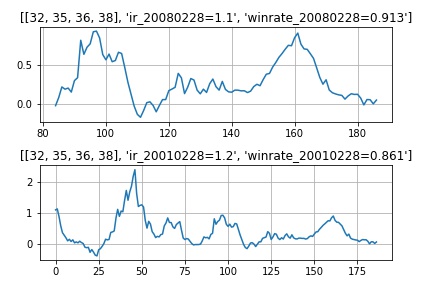 [[32, 35, 36, 38], 'ir_20080228=1.1', 'winrate_20080228=0.913']
0.5
0.0
80 100 120 140 160 180
[[32, 35, 36, 38], 'ir_20010228=1.2', 'winrate_20010228=0.861']
2
1
0
0 25 50 75 100 125 150 175